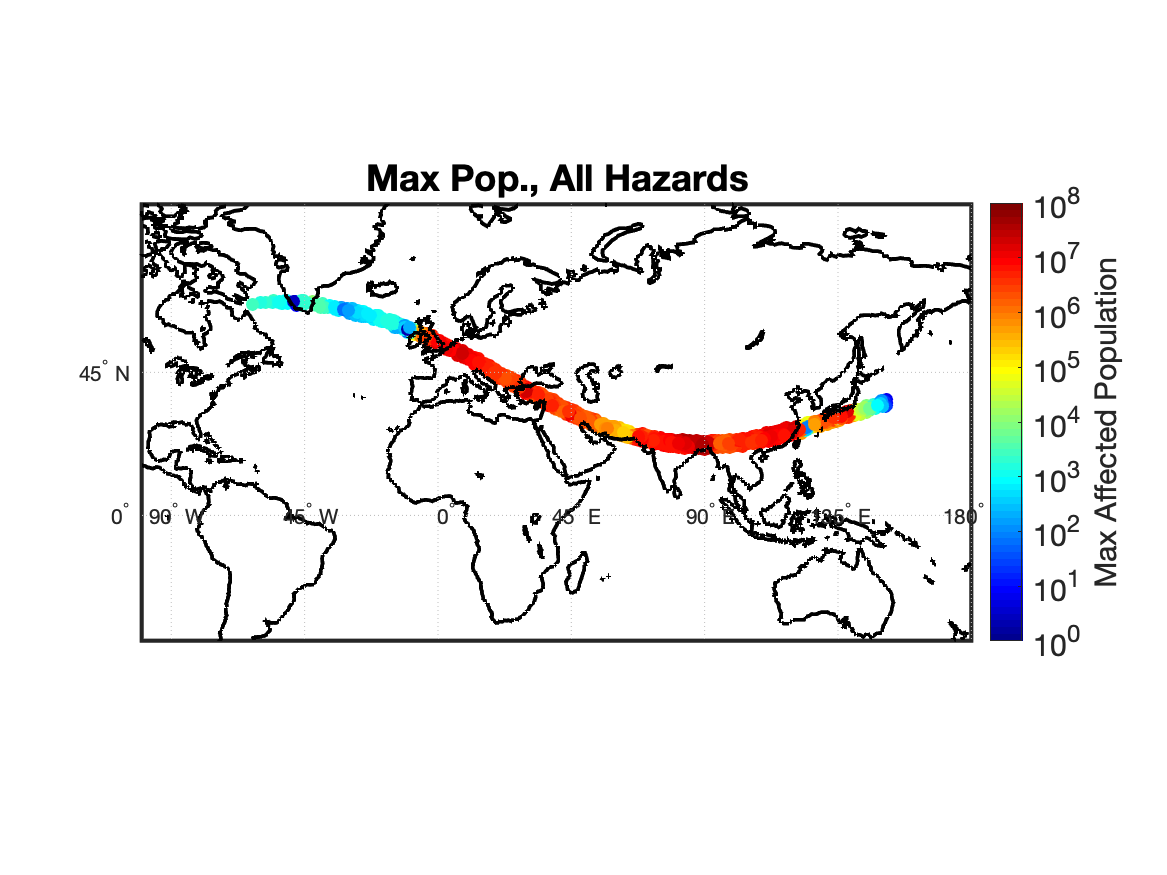 Max Pop., All Hazards
10⁸
10⁷
10⁶
10⁵
10⁴
10³
10²
10¹
10⁰
Max Affected Population
45° N
0° 90° W 45° W 0° 45° E 90° E 135° E 180°